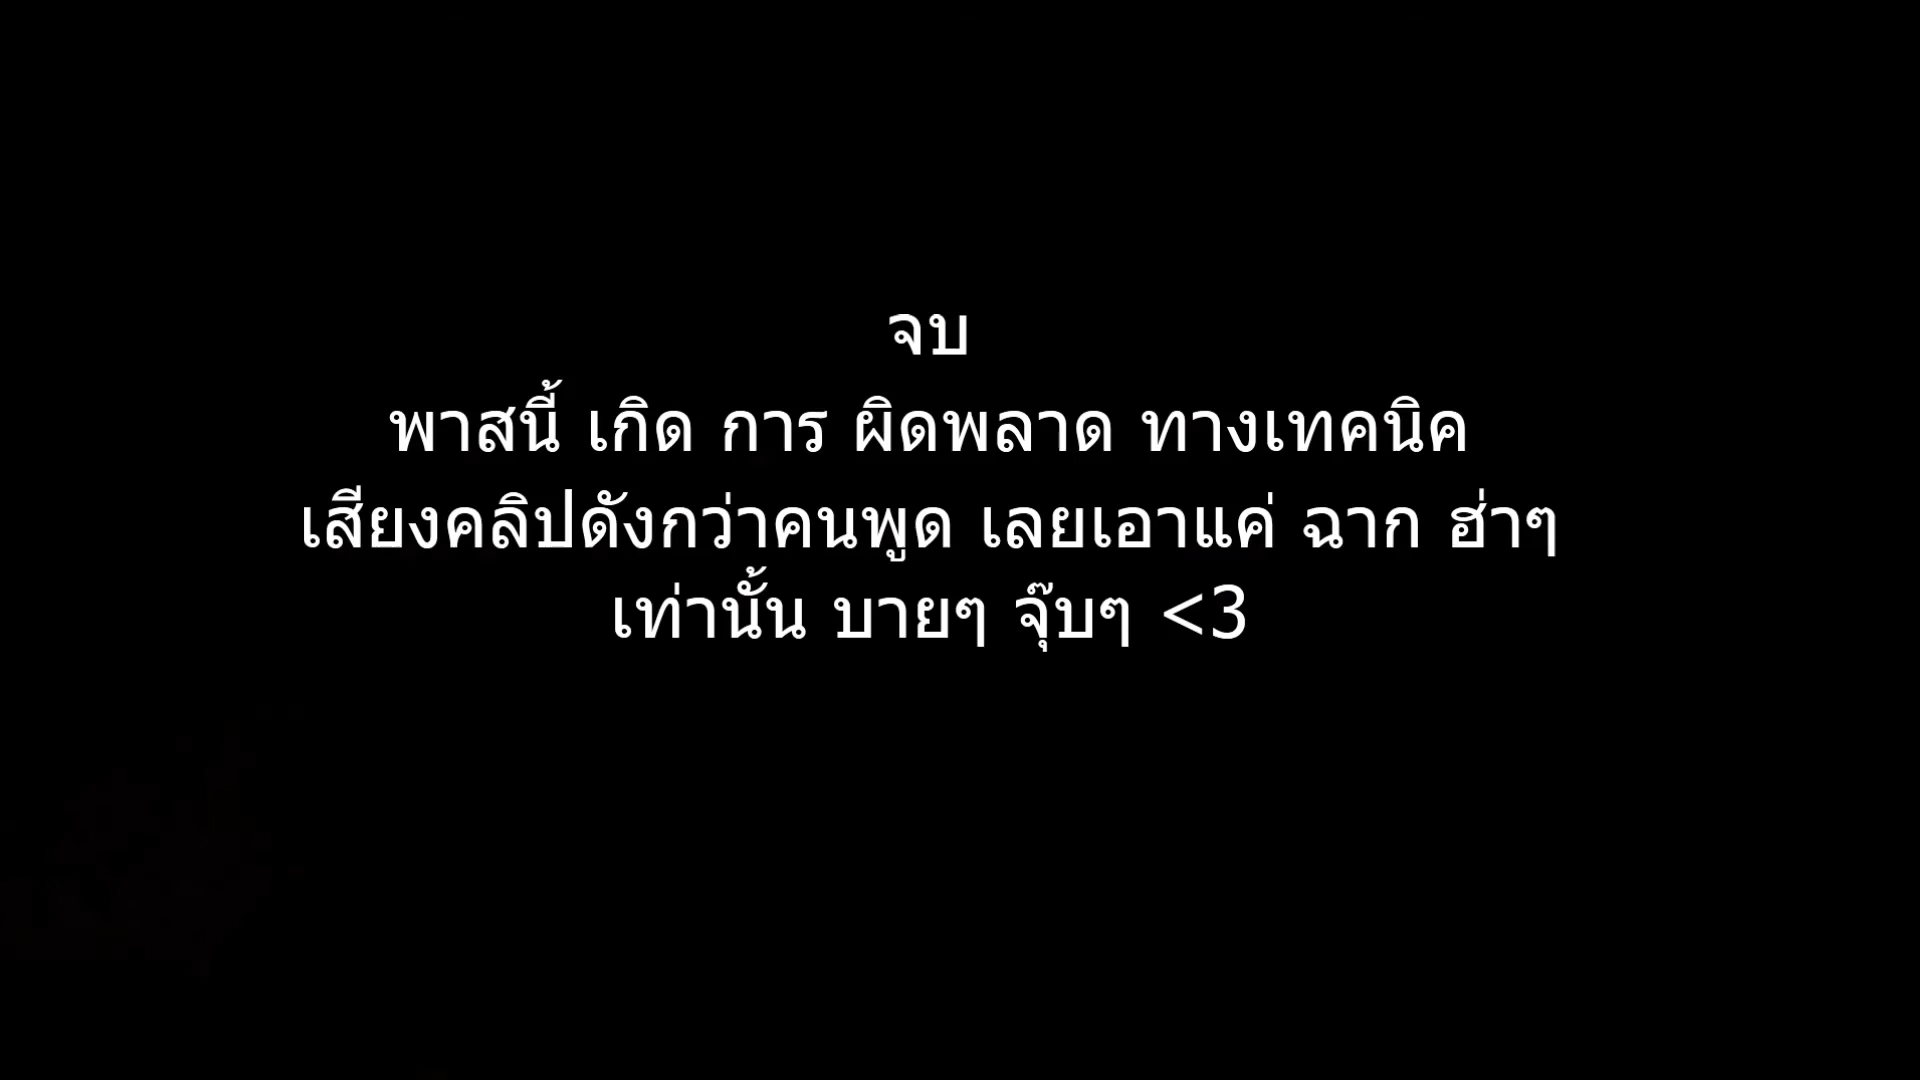 จบ
พาสนี้ เกิด การ ผิดพลาด ทางเทคนิค
เสียงคลิปดังกว่าคนพูด เลยเอาแค่ ฉาก ฮ่าๆ
เท่านั้น บายๆ จุ๊บๆ <3